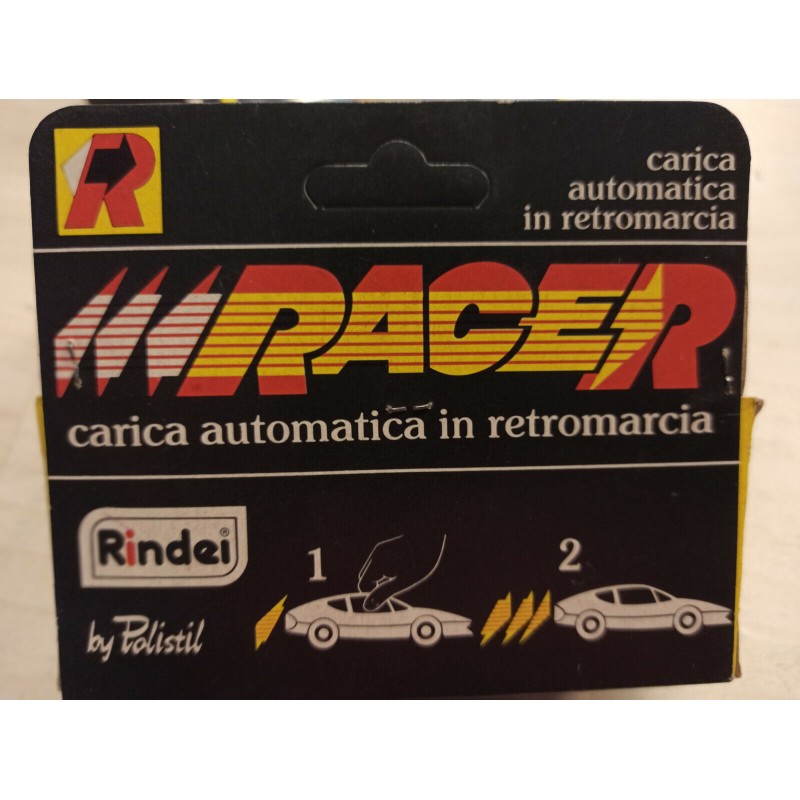 R
carica
automatica
in retromarcia
RACER
carica automatica in retromarcia
Rindei®
by Polistil
1
2